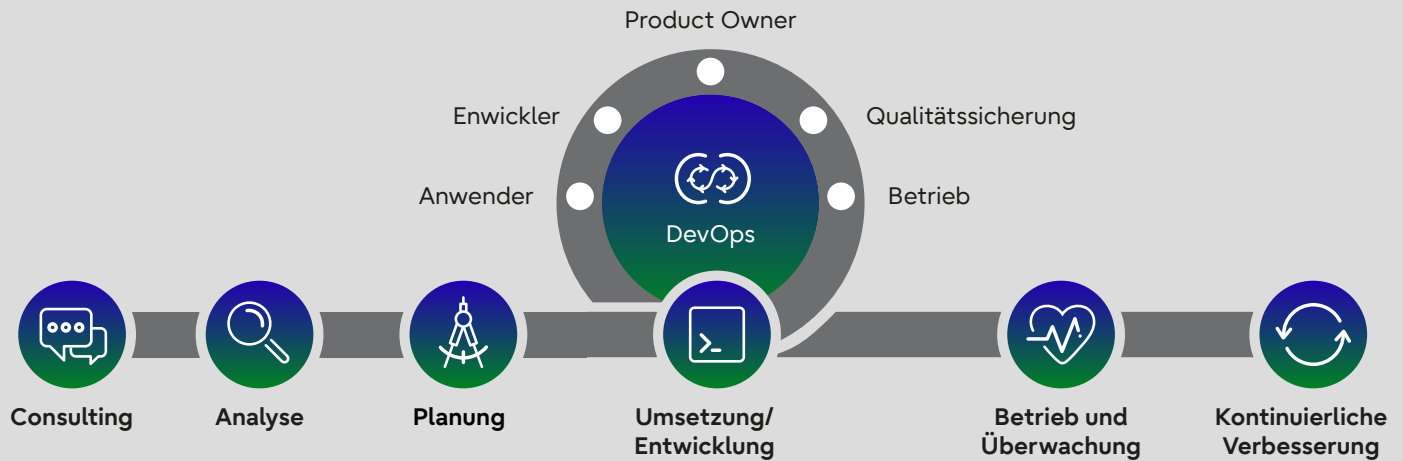 Product Owner
Enwickler
Qualitätssicherung
Anwender
Betrieb
DevOps
Consulting
Analyse
Planung
Umsetzung/
Entwicklung
Betrieb und
Überwachung
Kontinuierliche
Verbesserung